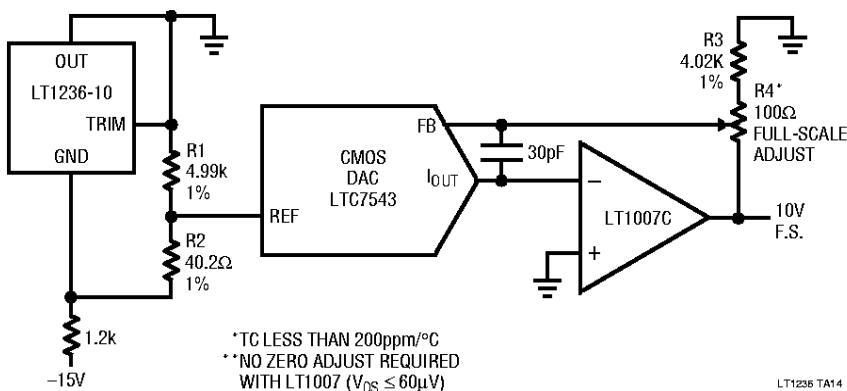 OUT
LT1236-10
TRIM
GND
R1
4.99k
1%
R2
40.2Ω
1%
1.2k
–15V
REF
CMOS
DAC
LTC7543
FB
IOUT
30pF
–
+
LT1007C
R3
4.02K
1%
R4*
100Ω
FULL-SCALE
ADJUST
10V
F.S.
*TC LESS THAN 200ppm/°C
**NO ZERO ADJUST REQUIRED
WITH LT1007 (VOS ≤ 60µV)
LT1236 TA14